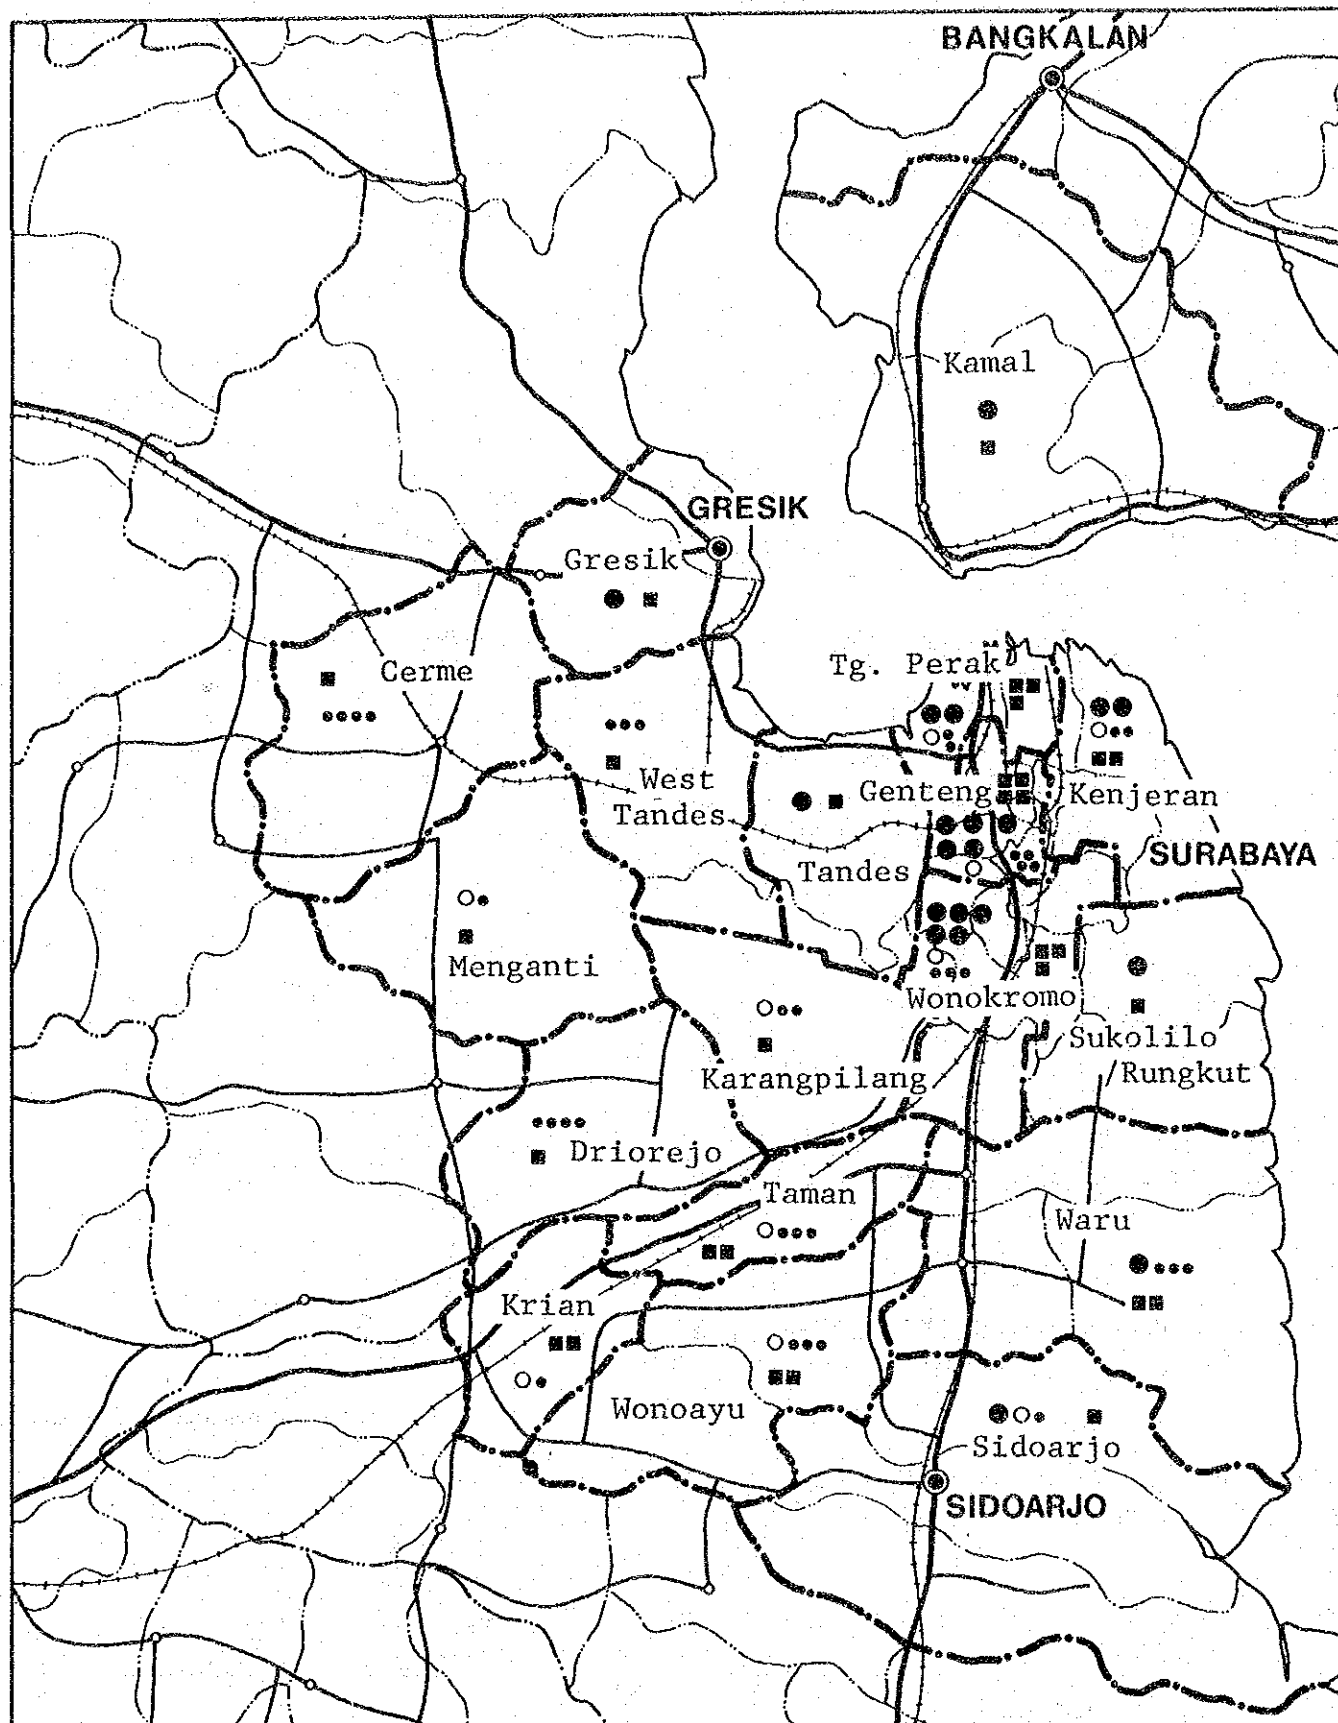 BANGKALAN
Kamal
GRESIK
Gresik
Cerme
Tg. Perak
West
Tandes
Genteng
Kenjeran
SURABAYA
Tandes
Menganti
Wonokromo
Sukolilo
/Rungkut
Karangpilang
Driorejo
Taman
Waru
Krian
Wonoayu
Sidoarjo
SIDOARJO